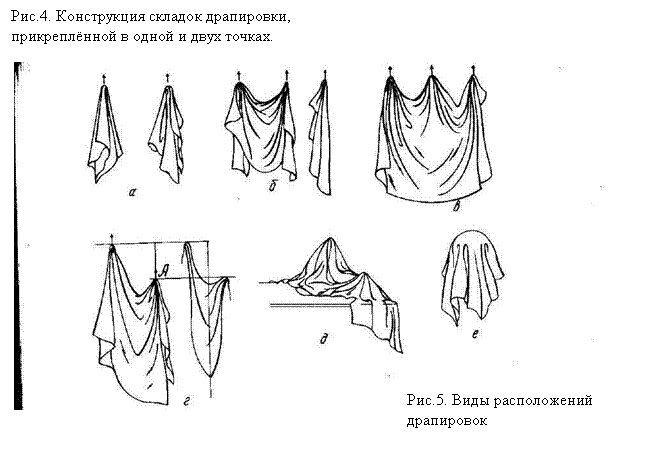 Рис.4. Конструкция складок драпировки,
прикреплённой в одной и двух точках.
а
б
в
А
г
д
е
Рис.5. Виды расположений
драпировок